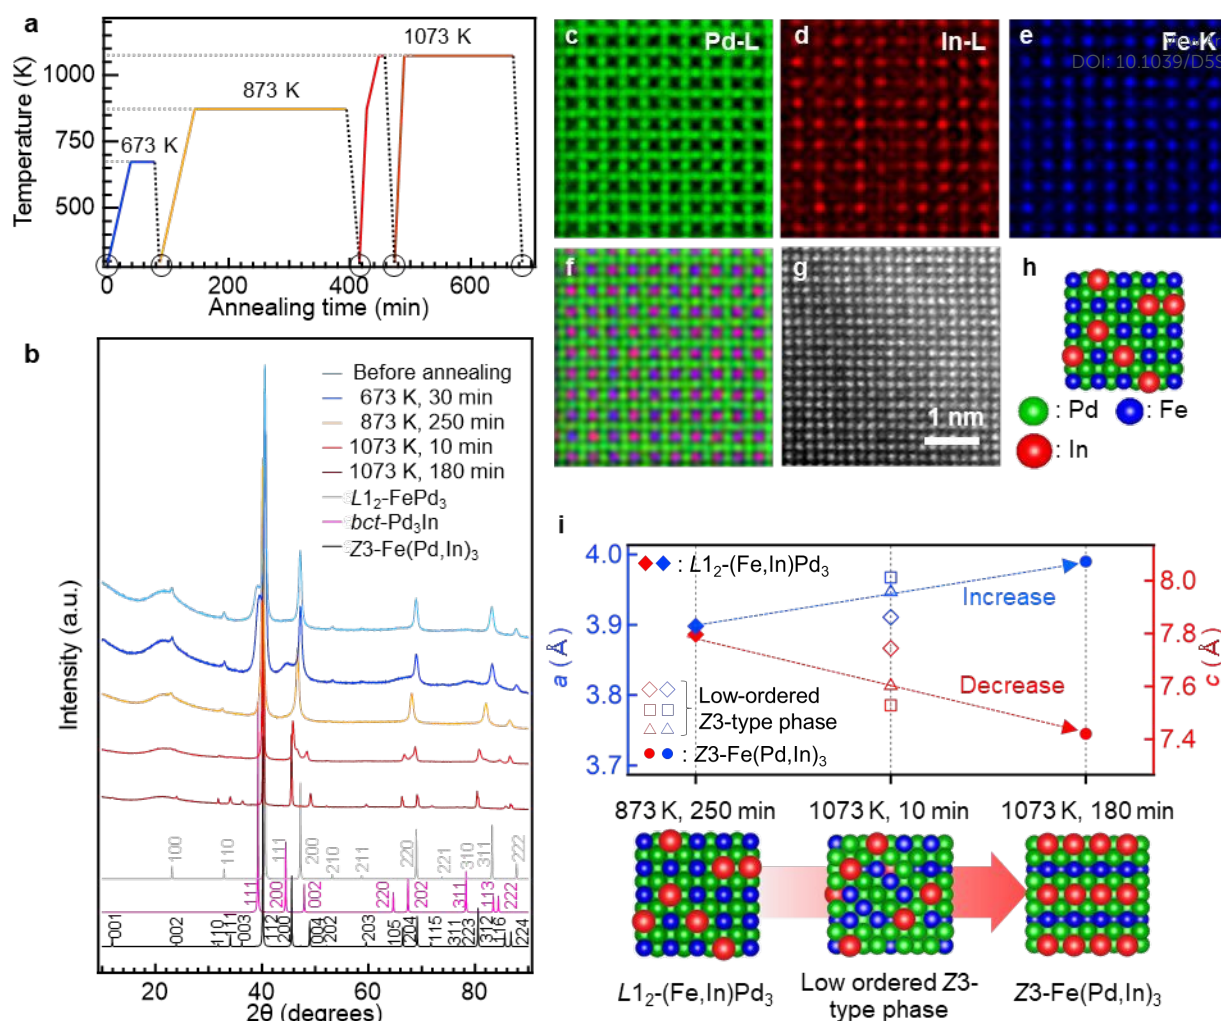 a
Temperature (K)
1000
750
500
673 K
873 K
1073 K
0
200
400
600
Annealing time (min)
c
Pd-L
d
In-L
e
Fe-K
DOI: 10.1039/D5S
f
g
1 nm
h
: Pd
: Fe
: In
b
Intensity (a.u.)
Before annealing
673 K, 30 min
873 K, 250 min
1073 K, 10 min
1073 K, 180 min
L1₂-FePd₃
bct-Pd₃In
Z3-Fe(Pd,In)₃
100
110
111
200
210
211
220
221
310
311
222
111
200
002
220
202
311
113
222
001
002
110
111
003
112
200
004
202
203
105
204
115
311
223
312
116
224
20
40
60
80
2θ (degrees)
i
a (Å)
4.0
3.9
3.8
3.7
: L1₂-(Fe,In)Pd₃
Increase
Decrease
Low-ordered
Z3-type phase
: Z3-Fe(Pd,In)₃
8.0
7.8
7.6
7.4
c (Å)
873 K, 250 min
1073 K, 10 min
1073 K, 180 min
L1₂-(Fe,In)Pd₃
Low ordered Z3-
type phase
Z3-Fe(Pd,In)₃